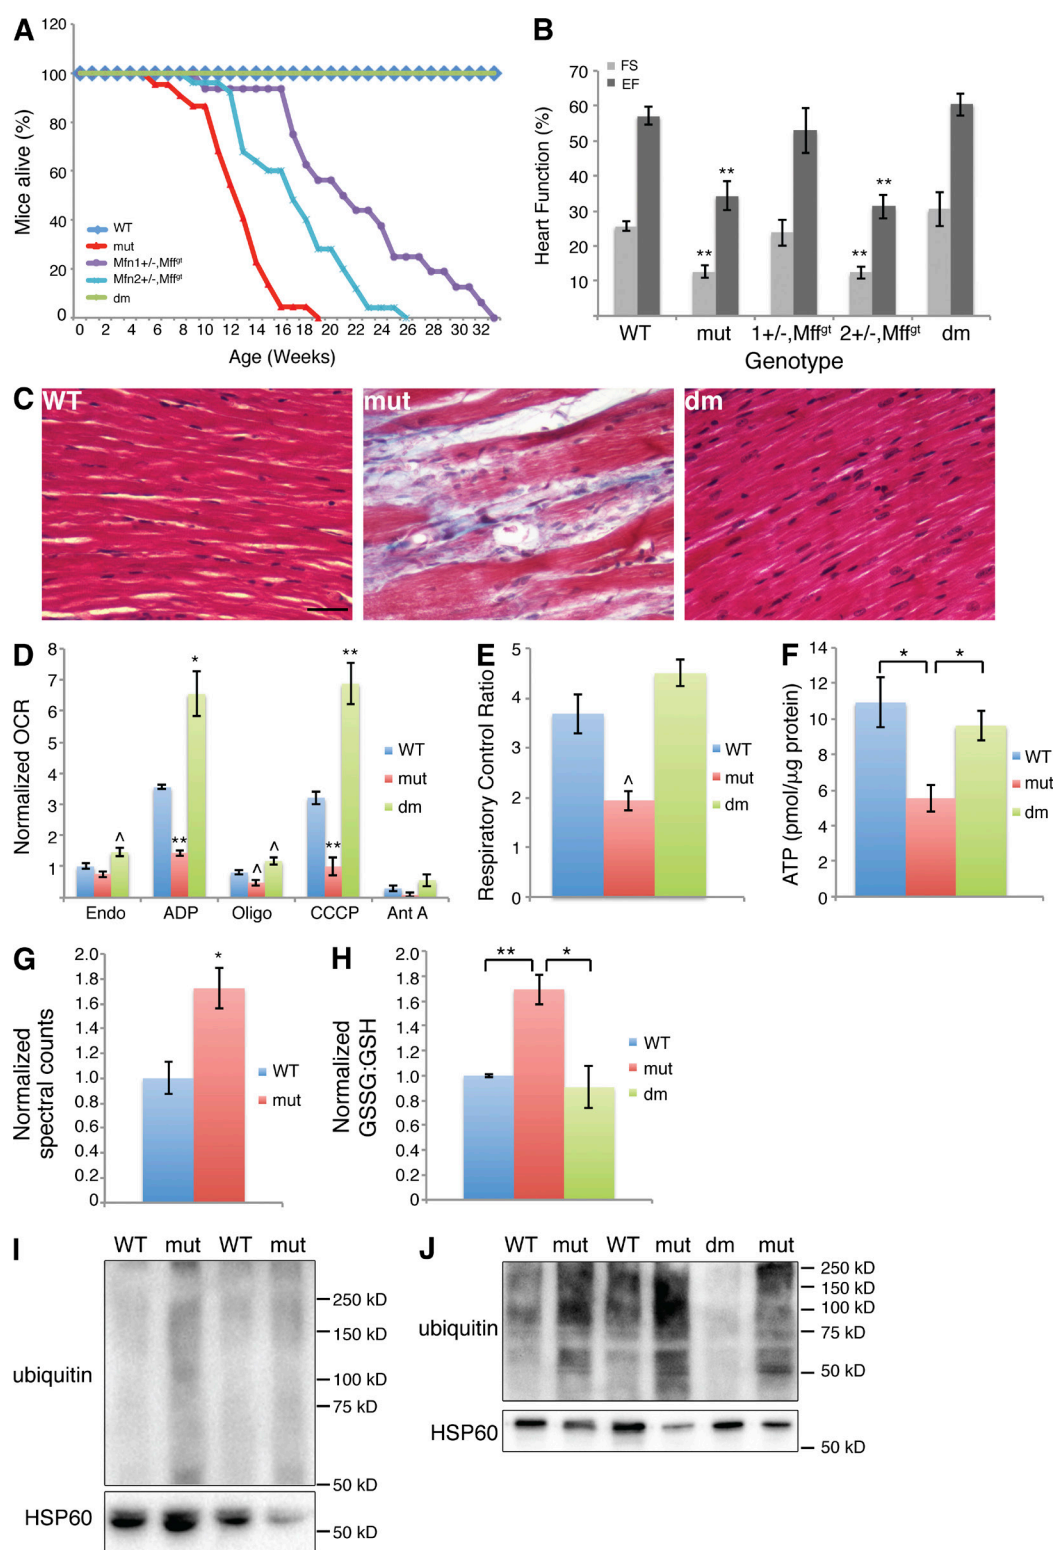 A
120
100
80
60
40
20
0
Mice alive (%)
WT
mut
Mfn1+/-,Mffgt
Mfn2+/-,Mffgt
dm
0 2 4 6 8 10 12 14 16 18 20 22 24 26 28 30 32
Age (Weeks)
B
FS
EF
70
60
50
40
30
20
10
Heart Function (%)
** ** ** **
WT mut 1+/-,Mffgt 2+/-,Mffgt dm
Genotype
C
WT mut dm
D
8
7
6
5
4
3
2
1
Normalized OCR
^ ** * ^ ^ ** **
WT
mut
dm
Endo ADP Oligo CCCP Ant A
E
5
4
3
2
1
0
Respiratory Control Ratio
^
WT
mut
dm
F
14
12
10
8
6
4
2
0
ATP (pmol/µg protein)
* *
WT
mut
dm
G
2.0
1.8
1.6
1.4
1.2
1.0
0.8
0.6
0.4
0.2
0
Normalized
spectral counts
*
WT
mut
H
2.0
1.8
1.6
1.4
1.2
1.0
0.8
0.6
0.4
0.2
0
Normalized
GSSG:GSH
** *
WT
mut
dm
I
WT mut WT mut
250 kD
150 kD
100 kD
75 kD
50 kD
ubiquitin
HSP60
50 kD
J
WT mut WT mut dm mut
250 kD
150 kD
100 kD
75 kD
50 kD
ubiquitin
HSP60
50 kD